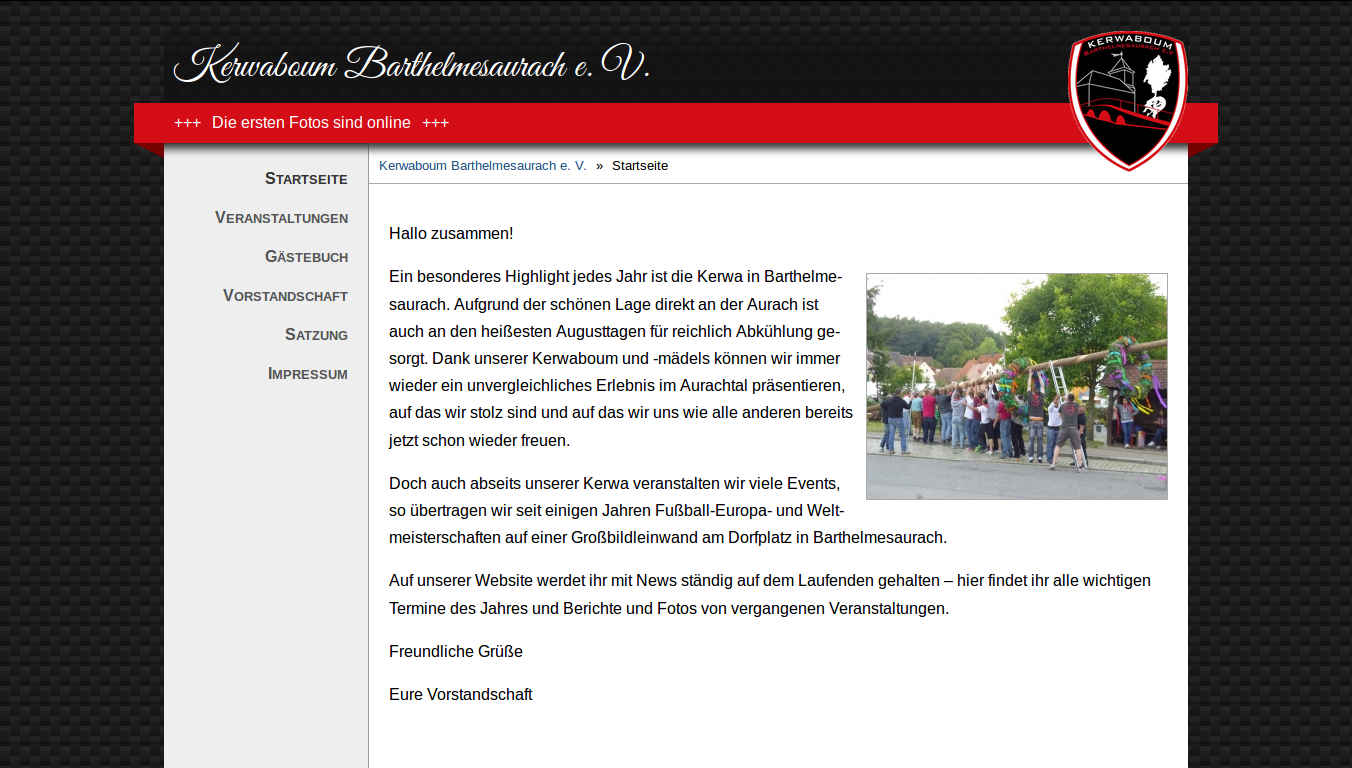 Kerwaboum Barthelmesaurach e. V.
KERWABOUM
BARTHELMESAURACH E.V.
+++ Die ersten Fotos sind online +++
Kerwaboum Barthelmesaurach e. V. » Startseite
STARTSEITE
VERANSTALTUNGEN
GÄSTEBUCH
VORSTANDSCHAFT
SATZUNG
IMPRESSUM
Hallo zusammen!
Ein besonderes Highlight jedes Jahr ist die Kerwa in Barthelme-
saurach. Aufgrund der schönen Lage direkt an der Aurach ist
auch an den heißesten Augusttagen für reichlich Abkühlung ge-
sorgt. Dank unserer Kerwaboum und -mädels können wir immer
wieder ein unvergleichliches Erlebnis im Aurachtal präsentieren,
auf das wir stolz sind und auf das wir uns wie alle anderen bereits
jetzt schon wieder freuen.
Doch auch abseits unserer Kerwa veranstalten wir viele Events,
so übertragen wir seit einigen Jahren Fußball-Europa- und Welt-
meisterschaften auf einer Großbildleinwand am Dorfplatz in Barthelmesaurach.
Auf unserer Website werdet ihr mit News ständig auf dem Laufenden gehalten – hier findet ihr alle wichtigen
Termine des Jahres und Berichte und Fotos von vergangenen Veranstaltungen.
Freundliche Grüße
Eure Vorstandschaft